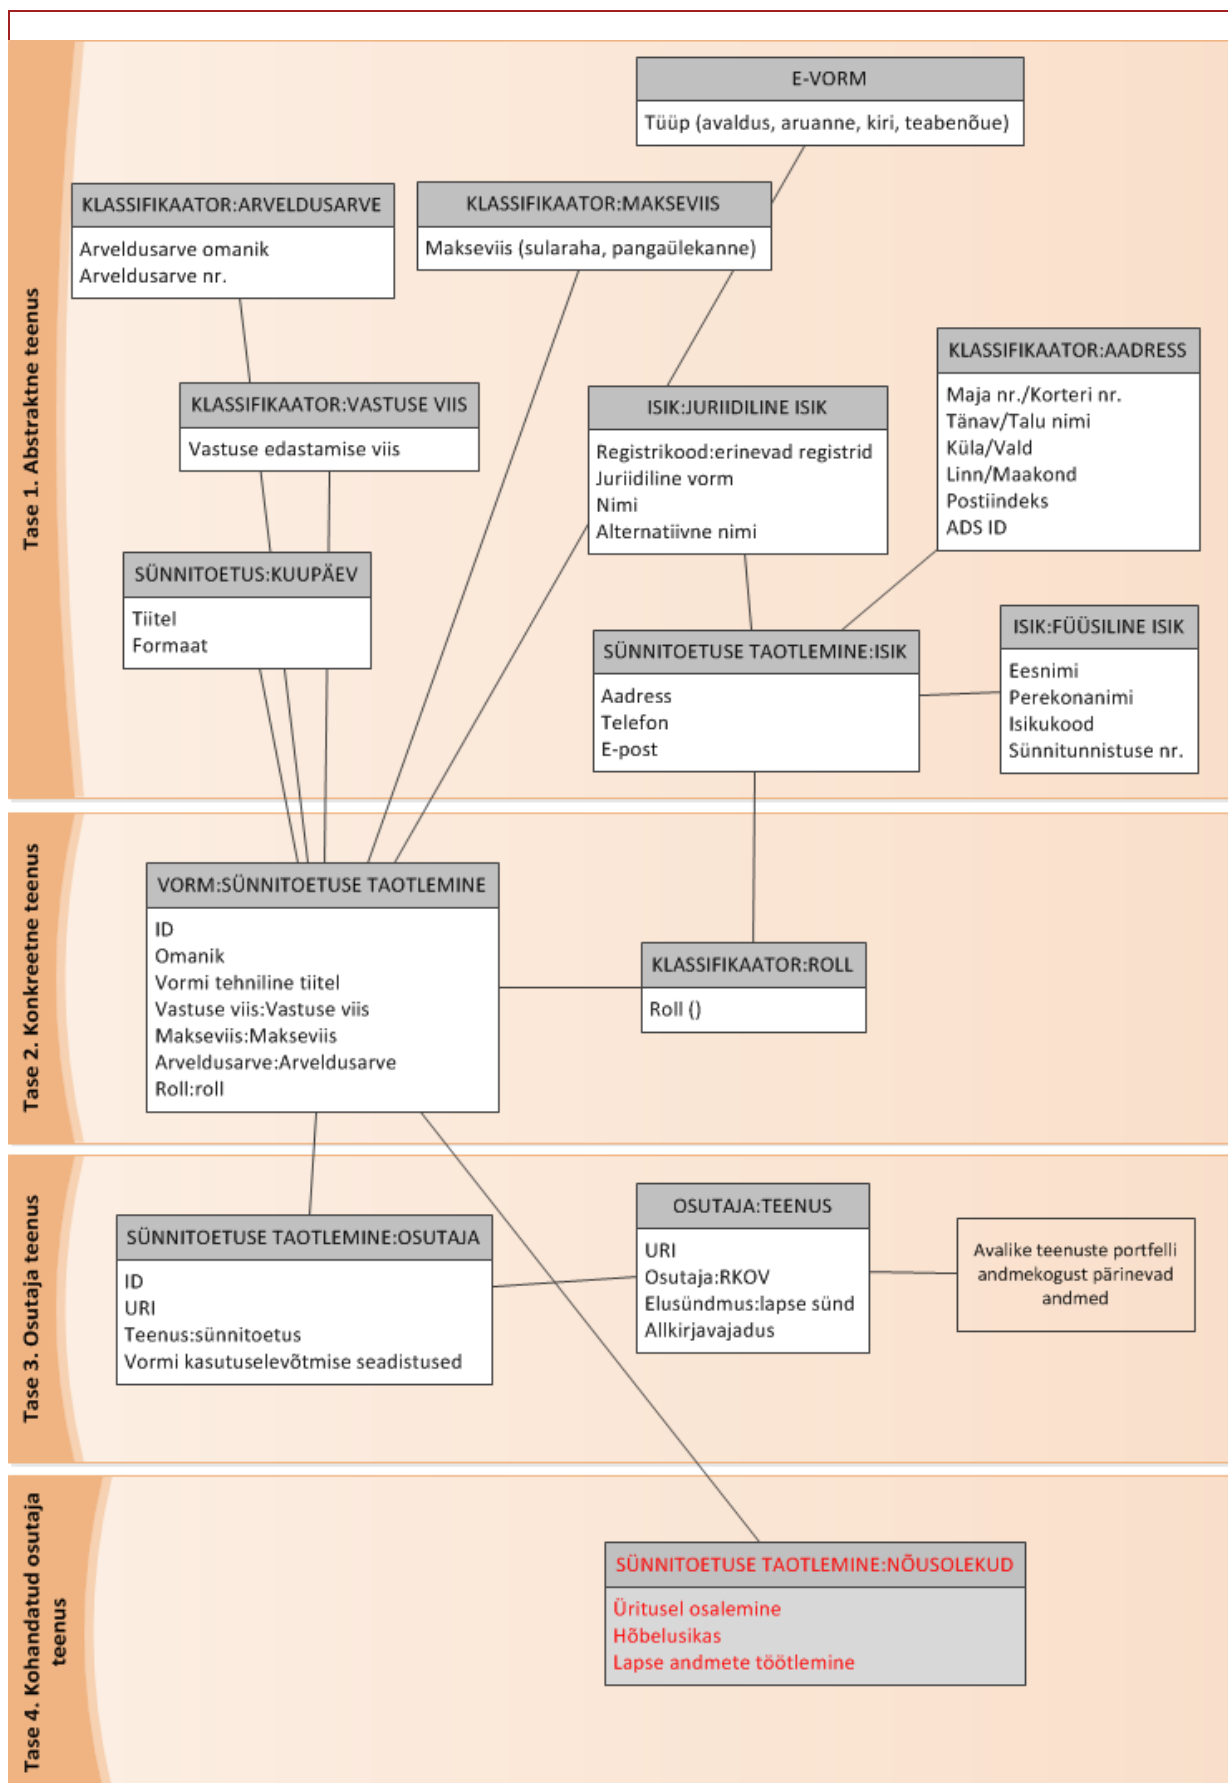 Tase 1. Abstraktne teenus
E-VORM
Tüüp (avaldus, aruanne, kiri, teabenõue)
KLASSIFIKAATOR:ARVELDUSARVE
Arveldusarve omanik
Arveldusarve nr.
KLASSIFIKAATOR:MAKSEVIIS
Makseviis (sularaha, pangaülekanne)
KLASSIFIKAATOR:AADRESS
Maja nr./Korteri nr.
Tänav/Talu nimi
Küla/Vald
Linn/Maakond
Postiindeks
ADS ID
KLASSIFIKAATOR:VASTUSE VIIS
Vastuse edastamise viis
ISIK:JURIIDILINE ISIK
Registrikood:erinevad registrid
Juriidiline vorm
Nimi
Alternatiivne nimi
SÜNNITOETUS:KUUPÄEV
Tiitel
Formaat
SÜNNITOETUSE TAOTLEMINE:ISIK
Aadress
Telefon
E-post
ISIK:FÜÜSILINE ISIK
Eesnimi
Perekonanimi
Isikukood
Sünnitunnistuse nr.
Tase 2. Konkreetne teenus
VORM:SÜNNITOETUSE TAOTLEMINE
ID
Omanik
Vormi tehniline tiitel
Vastuse viis:Vastuse viis
Makseviis:Makseviis
Arveldusarve:Arveldusarve
Roll:roll
KLASSIFIKAATOR:ROLL
Roll ()
Tase 3. Osutaja teenus
SÜNNITOETUSE TAOTLEMINE:OSUTAJA
ID
URI
Teenus:sünnitoetus
Vormi kasutuselevõtmise seadistused
OSUTAJA:TEENUS
URI
Osutaja:RKOV
Elusündmus:lapse sünd
Allkirjavajadus
Avalike teenuste portfelli
andmekogust pärinevad
andmed
Tase 4. Kohandatud osutaja
teenus
SÜNNITOETUSE TAOTLEMINE:NÕUSOLEKUD
Üritusel osalemine
Hõbelusikas
Lapse andmete töötlemine